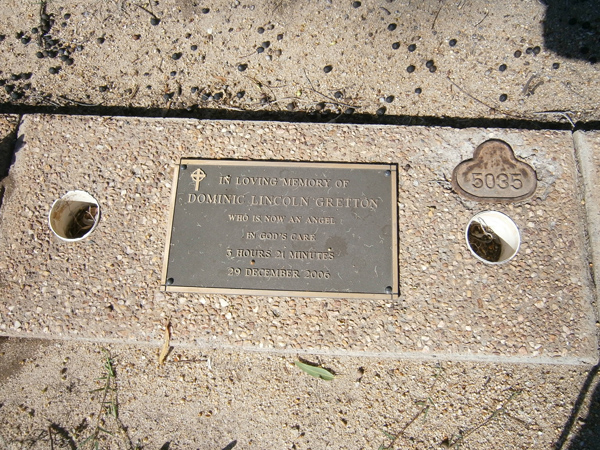 IN LOVING MEMORY OF
DOMINIC LINCOLN GRETTON
WHO IS NOW AN ANGEL
IN GOD'S CARE
3 HOURS 21 MINUTES
29 DECEMBER 2006
5035